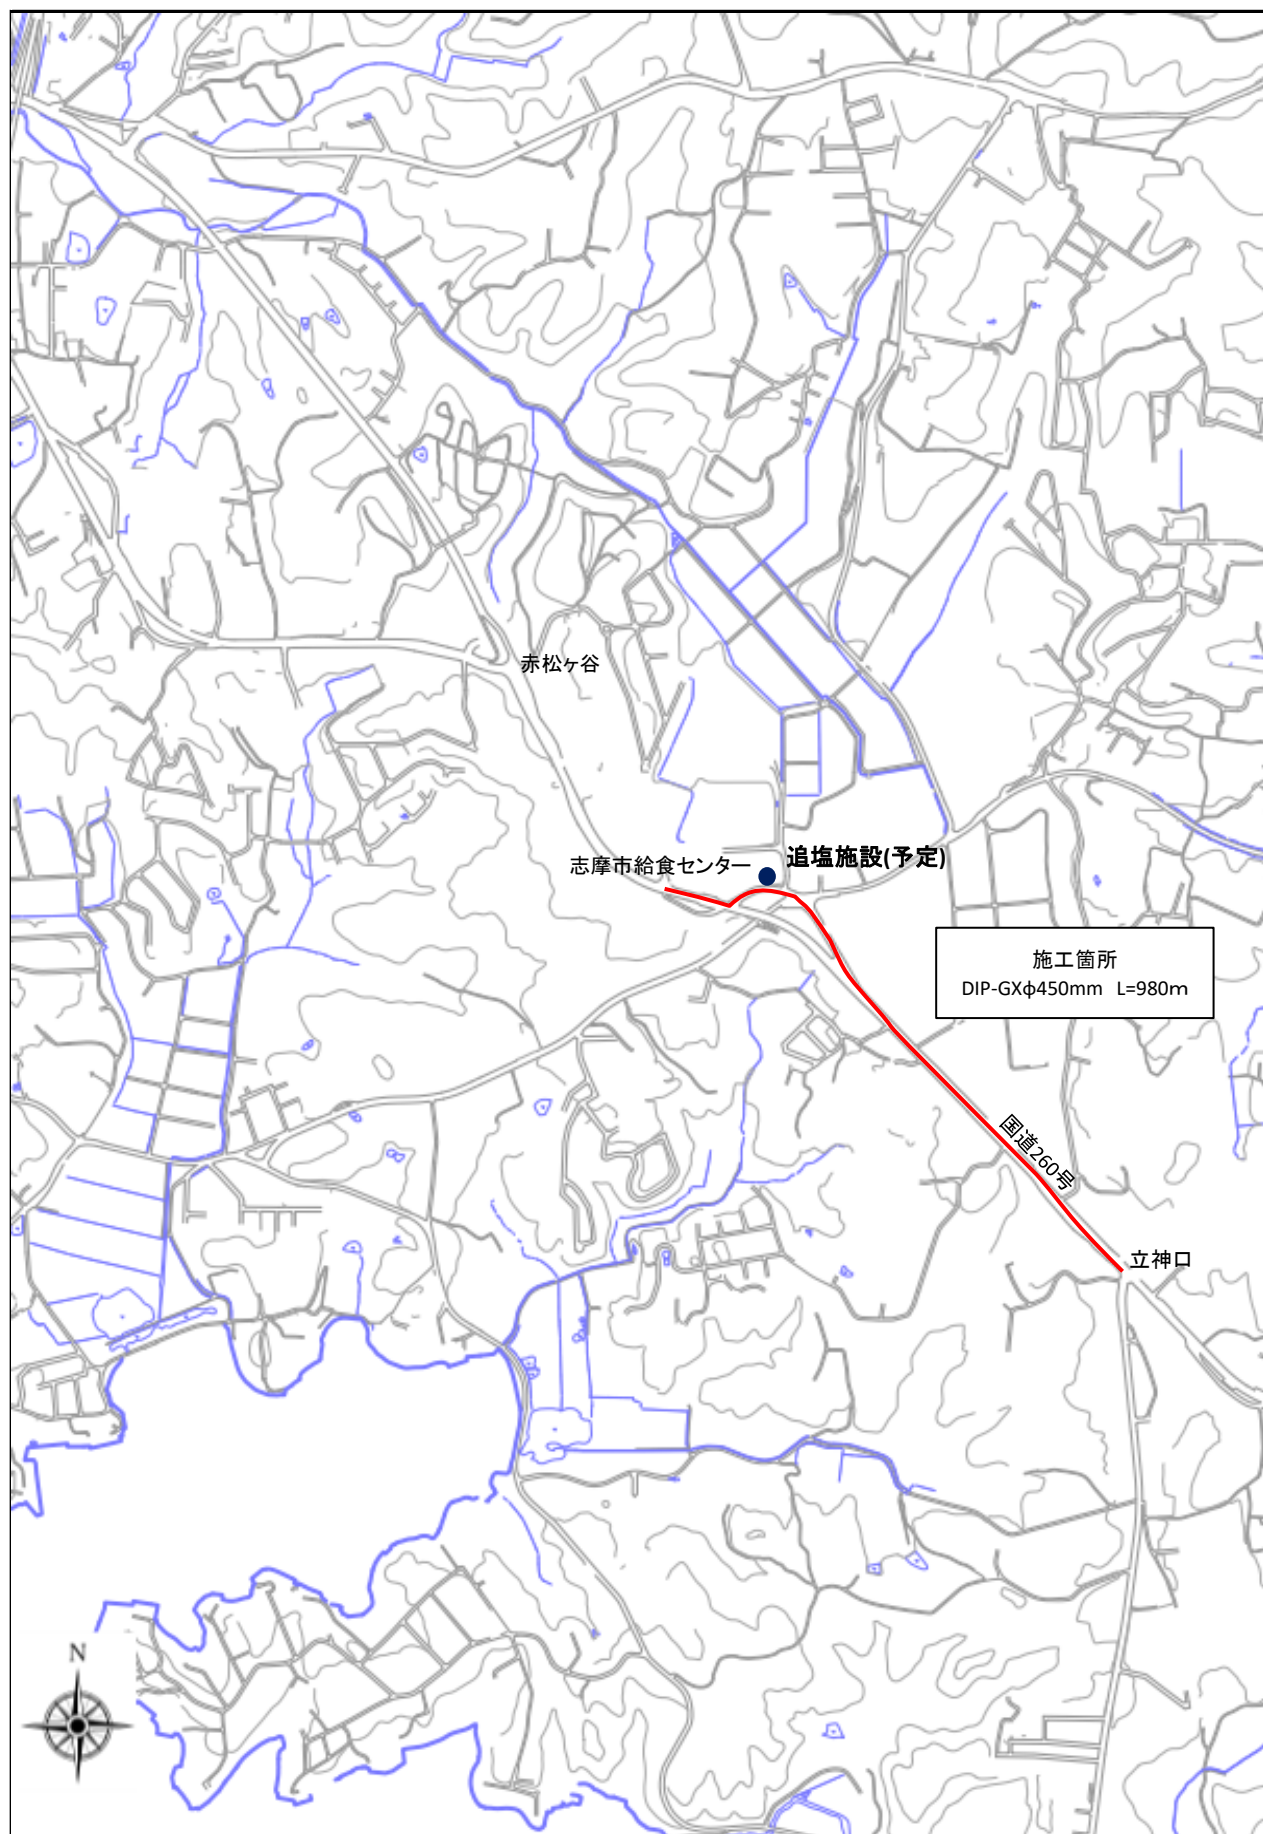 赤松ヶ谷
志摩市給食センター
追塩施設(予定)
施工箇所
DIP-GXφ450mm L=980m
国道260号
立神口
N